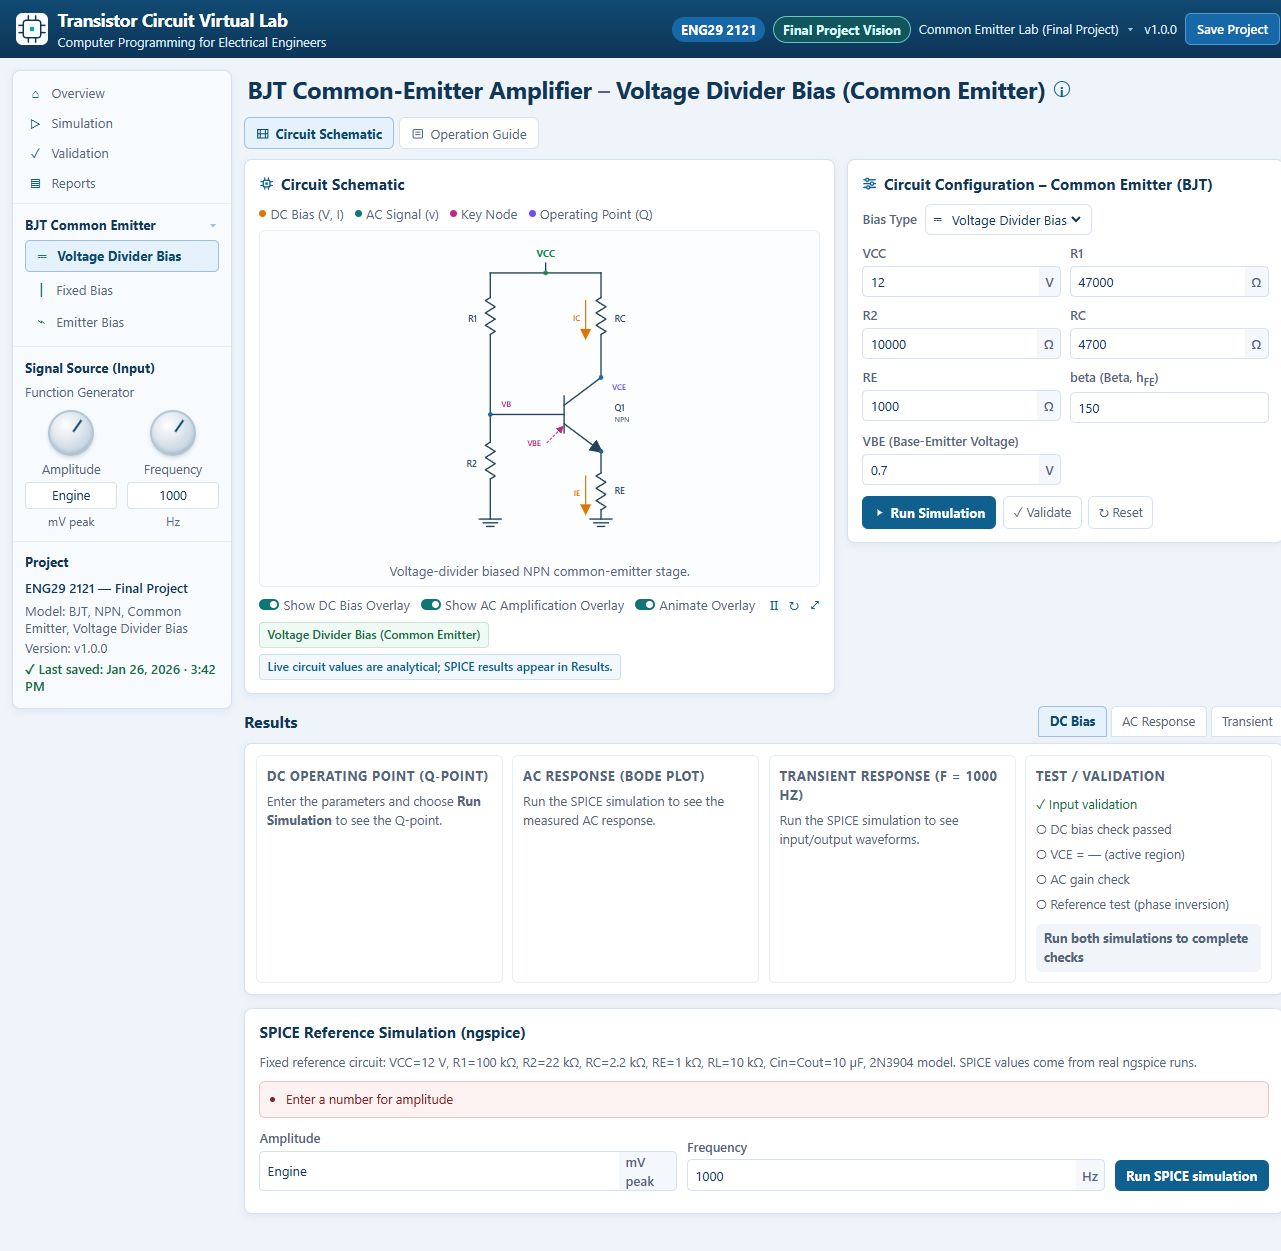 Transistor Circuit Virtual Lab
Computer Programming for Electrical Engineers
ENG29 2121
Final Project Vision
Common Emitter Lab (Final Project)
v1.0.0
Save Project
Overview
Simulation
Validation
Reports
BJT Common Emitter
Voltage Divider Bias
Fixed Bias
Emitter Bias
Signal Source (Input)
Function Generator
Amplitude
Frequency
Engine
1000
mV peak
Hz
Project
ENG29 2121 — Final Project
Model: BJT, NPN, Common
Emitter, Voltage Divider Bias
Version: v1.0.0
✓ Last saved: Jan 26, 2026 · 3:42
PM
BJT Common-Emitter Amplifier – Voltage Divider Bias (Common Emitter)
Circuit Schematic
Operation Guide
Circuit Schematic
DC Bias (V, I)
AC Signal (v)
Key Node
Operating Point (Q)
VCC
R1
IC
RC
VCE
VB
Q1
NPN
VBE
R2
IE
RE
Voltage-divider biased NPN common-emitter stage.
Show DC Bias Overlay
Show AC Amplification Overlay
Animate Overlay
Voltage Divider Bias (Common Emitter)
Live circuit values are analytical; SPICE results appear in Results.
Circuit Configuration – Common Emitter (BJT)
Bias Type
Voltage Divider Bias
VCC
R1
12 V
47000 Ω
R2
RC
10000 Ω
4700 Ω
RE
beta (Beta, hFE)
1000 Ω
150
VBE (Base-Emitter Voltage)
0.7 V
Run Simulation
✓ Validate
↻ Reset
Results
DC Bias
AC Response
Transient
DC OPERATING POINT (Q-POINT)
Enter the parameters and choose Run
Simulation to see the Q-point.
AC RESPONSE (BODE PLOT)
Run the SPICE simulation to see the
measured AC response.
TRANSIENT RESPONSE (F = 1000
HZ)
Run the SPICE simulation to see
input/output waveforms.
TEST / VALIDATION
✓ Input validation
○ DC bias check passed
○ VCE = — (active region)
○ AC gain check
○ Reference test (phase inversion)
Run both simulations to complete
checks
SPICE Reference Simulation (ngspice)
Fixed reference circuit: VCC=12 V, R1=100 kΩ, R2=22 kΩ, RC=2.2 kΩ, RE=1 kΩ, RL=10 kΩ, Cin=Cout=10 µF, 2N3904 model. SPICE values come from real ngspice runs.
• Enter a number for amplitude
Amplitude
Engine
mV
peak
Frequency
1000
Hz
Run SPICE simulation